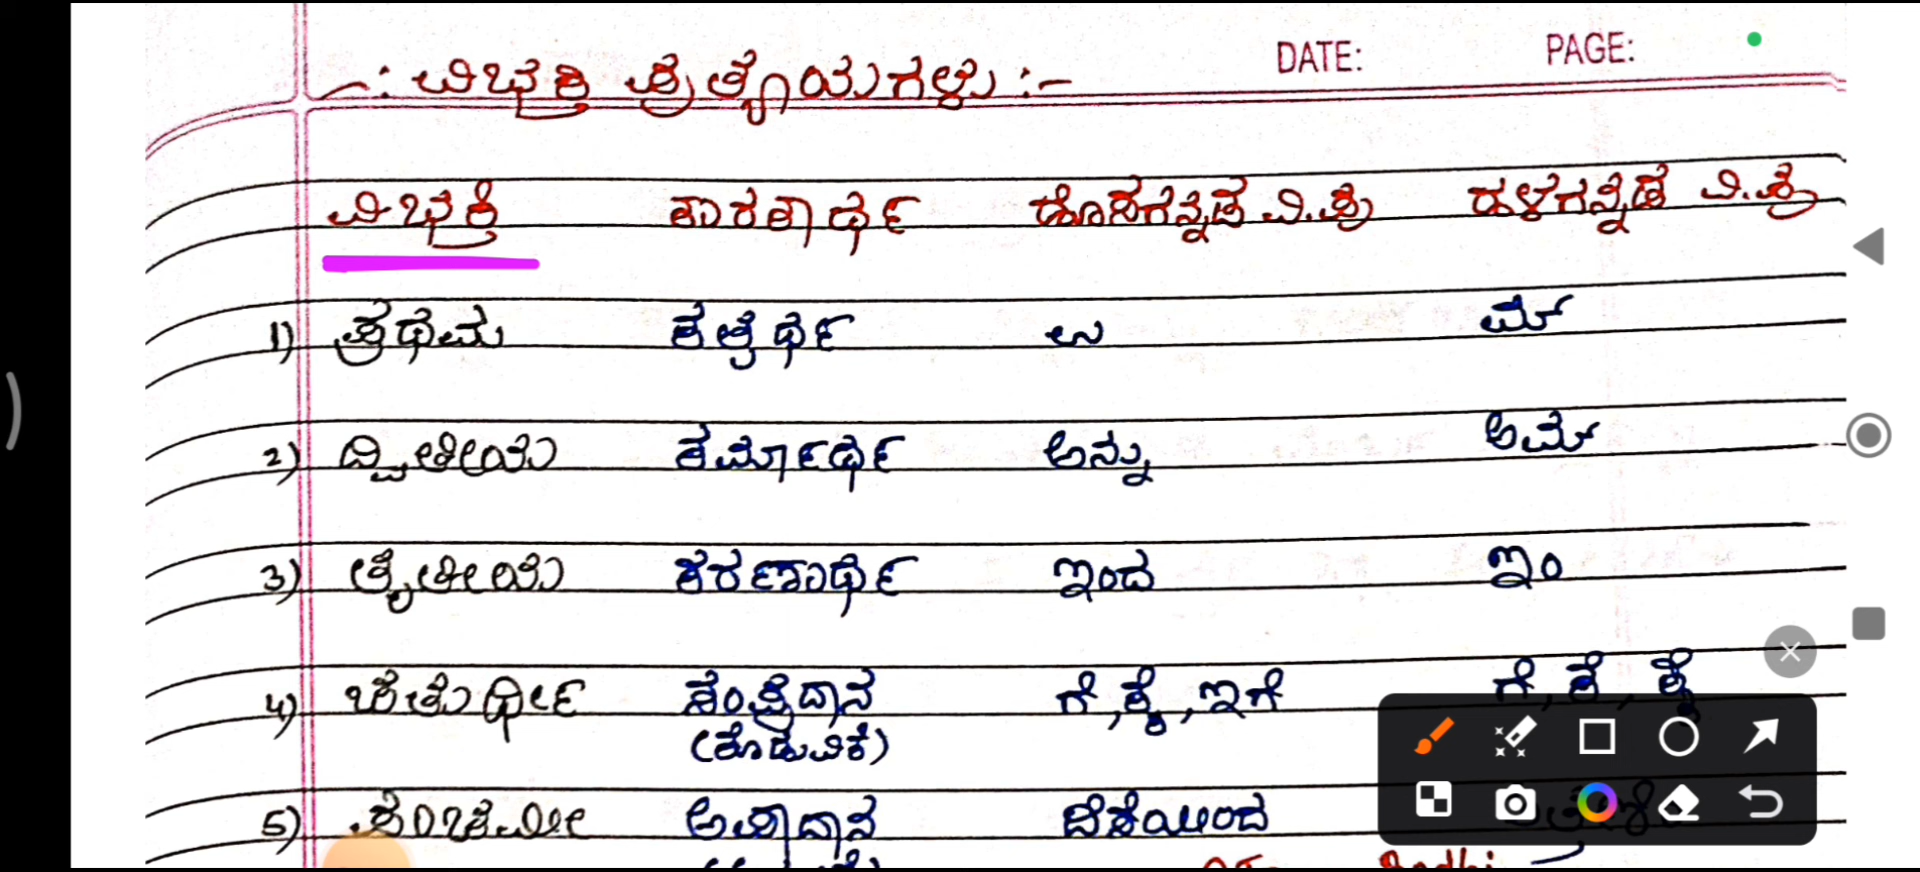 DATE: PAGE:
-: ವಿಭಕ್ತಿ ಪ್ರತ್ಯಯಗಳು :-
ವಿಭಕ್ತಿ ಕಾರಕಾರ್ಥ ಹೊಸಗನ್ನಡ ವಿ.ಪ್ರ ಹಳಗನ್ನಡ ವಿ.ಪ್ರ
1) ಪ್ರಥಮ ಕರ್ತೃರ್ಥ ಉ ಮ್
2) ದ್ವಿತೀಯ ಕರ್ಮಾರ್ಥ ಅನ್ನು ಅಮ್
3) ತೃತೀಯ ಕರಣಾರ್ಥ ಇಂದ ಇಂ
4) ಚತುರ್ಥೀ ಸಂಪ್ರದಾನ ಗೆ, ಕ್ಕೆ, ಇಗೆ ಗೆ, ಕೆ, ಕ್ಕೆ
(ಕೊಡುವಿಕೆ)
5) ಪಂಚಮೀ ಅಪಾದಾನ ದೆಸೆಯಿಂದ